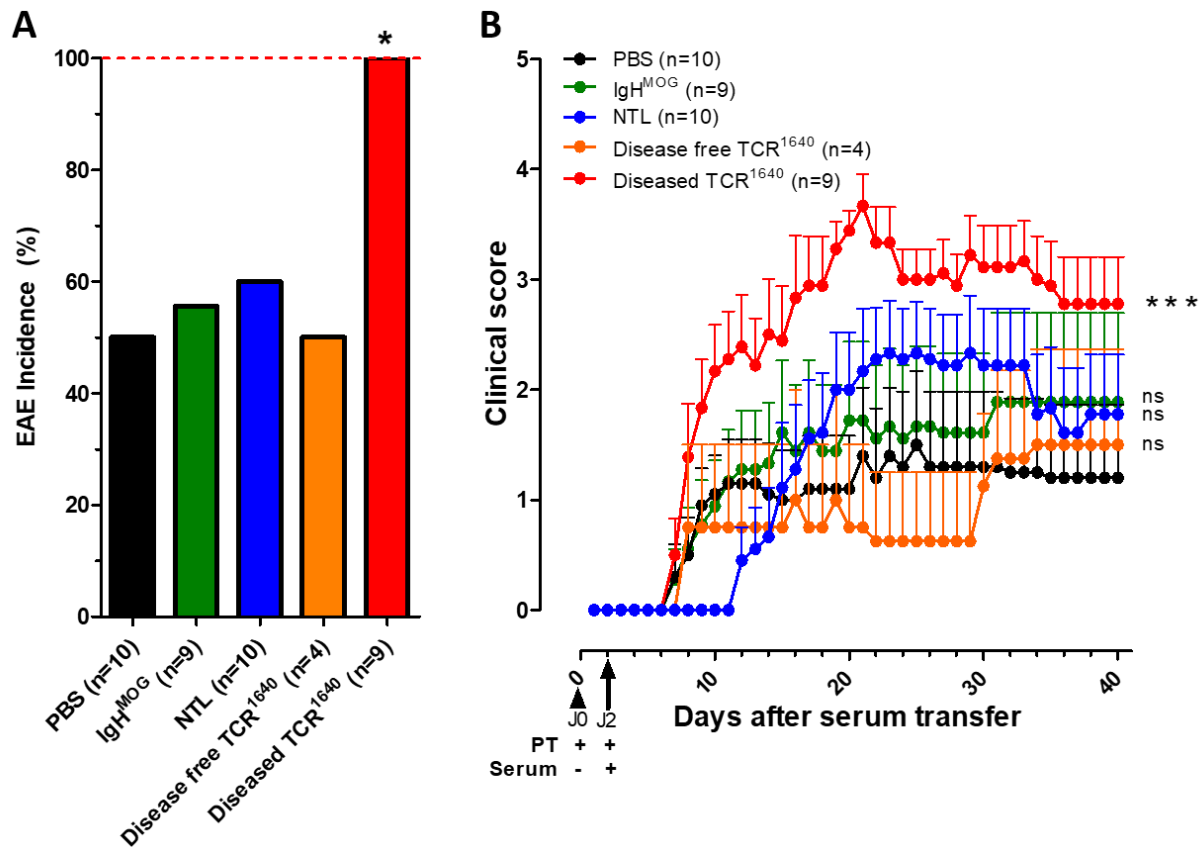 A
*
100
80
60
40
20
0
EAE Incidence (%)
PBS (n=10)
IgH^MOG (n=9)
NTL (n=10)
Disease free TCR^1640 (n=4)
Diseased TCR^1640 (n=9)
B
PBS (n=10)
IgH^MOG (n=9)
NTL (n=10)
Disease free TCR^1640 (n=4)
Diseased TCR^1640 (n=9)
5
4
3
2
1
0
Clinical score
***
ns
ns
ns
0 10 20 30 40
Days after serum transfer
J0 J2
PT + +
Serum - +